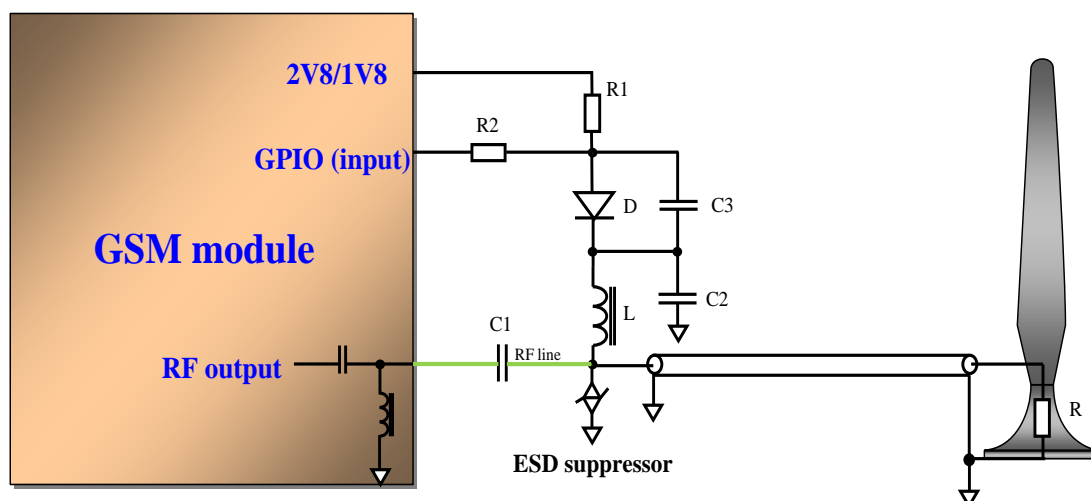 2V8/1V8
R1
R2
GPIO (input)
D
C3
GSM module
L
C2
C1
RF line
RF output
R
ESD suppressor